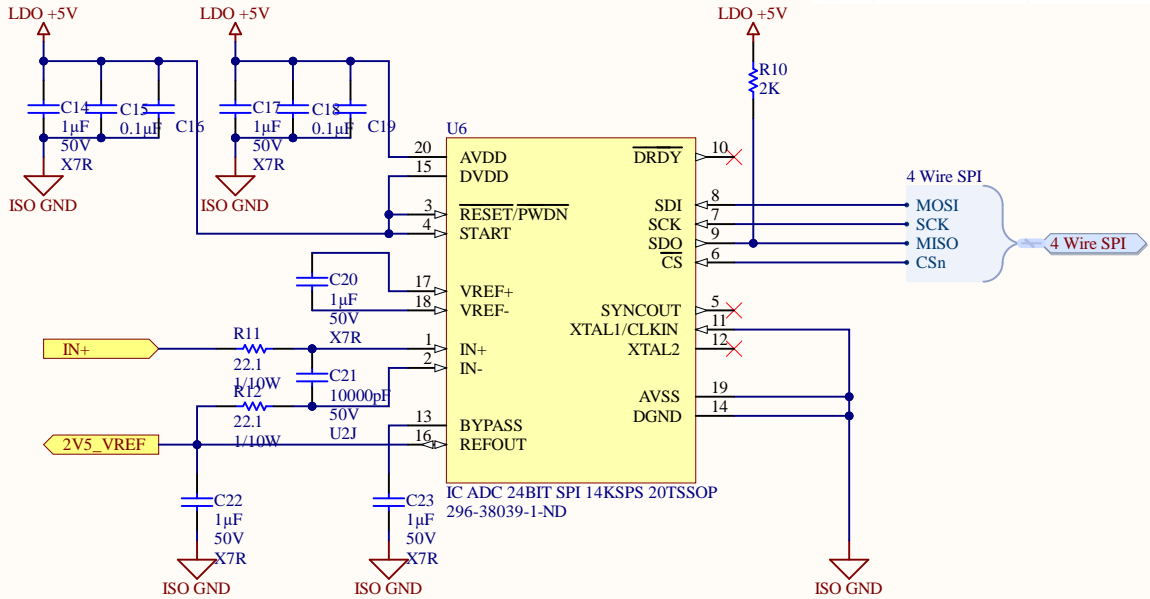 LDO +5V
LDO +5V
LDO +5V
C14
1µF
50V
X7R
C15
0.1µF
C16
C17
1µF
50V
X7R
C18
0.1µF
C19
R10
2K
ISO GND
ISO GND
U6
20
AVDD
15
DVDD
3
RESET/PWDN
4
START
17
VREF+
18
VREF-
1
IN+
2
IN-
13
BYPASS
16
REFOUT
DRDY
10
SDI
8
SCK
7
SDO
9
CS
6
SYNCOUT
5
XTAL1/CLKIN
11
XTAL2
12
AVSS
19
DGND
14
4 Wire SPI
MOSI
SCK
MISO
CSn
4 Wire SPI
C20
1µF
50V
X7R
IN+
R11
22.1
1/10W
R12
22.1
1/10W
C21
10000pF
50V
U2J
2V5_VREF
C22
1µF
50V
X7R
C23
1µF
50V
X7R
IC ADC 24BIT SPI 14KSPS 20TSSOP
296-38039-1-ND
ISO GND
ISO GND
ISO GND